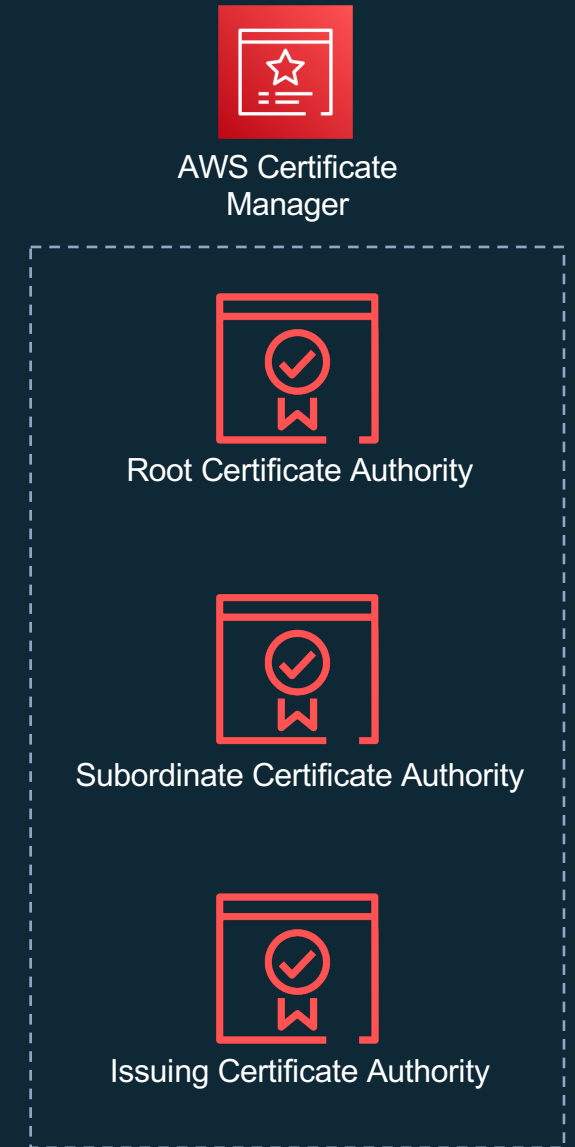 AWS Certificate
Manager
Root Certificate Authority
Subordinate Certificate Authority
Issuing Certificate Authority